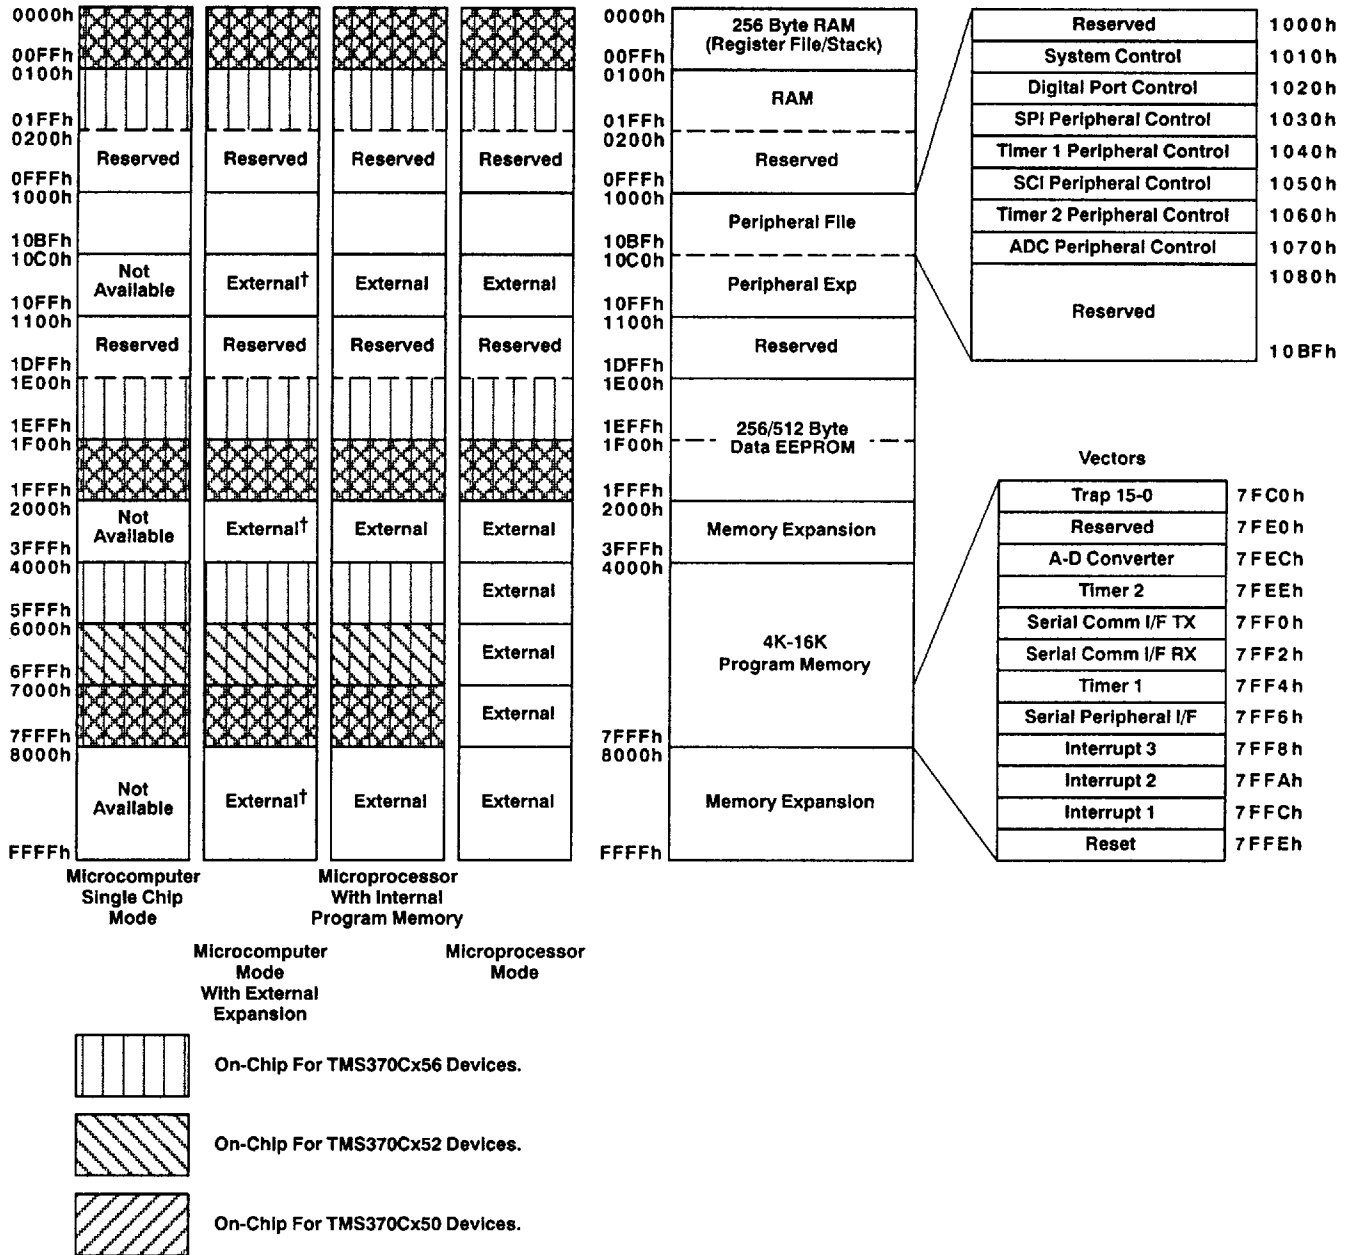 0000h
00FFh
0100h
01FFh
0200h
Reserved
Reserved
Reserved
Reserved
0FFFh
1000h
10BFh
10C0h
Not
Available
External†
External
External
10FFh
1100h
Reserved
Reserved
Reserved
Reserved
1DFFh
1E00h
1EFFh
1F00h
1FFFh
2000h
Not
Available
External†
External
External
3FFFh
4000h
External
5FFFh
6000h
External
6FFFh
7000h
External
7FFFh
8000h
Not
Available
External†
External
External
FFFFh
Microcomputer
Single Chip
Mode
Microprocessor
With Internal
Program Memory
Microcomputer
Mode
With External
Expansion
Microprocessor
Mode
0000h
256 Byte RAM
(Register File/Stack)
00FFh
0100h
RAM
01FFh
0200h
Reserved
0FFFh
1000h
Peripheral File
10BFh
10C0h
Peripheral Exp
10FFh
1100h
Reserved
1DFFh
1E00h
1EFFh
256/512 Byte
1F00h
Data EEPROM
1FFFh
2000h
Memory Expansion
3FFFh
4000h
4K-16K
Program Memory
7FFFh
8000h
Memory Expansion
FFFFh
Reserved 1000h
System Control 1010h
Digital Port Control 1020h
SPI Peripheral Control 1030h
Timer 1 Peripheral Control 1040h
SCI Peripheral Control 1050h
Timer 2 Peripheral Control 1060h
ADC Peripheral Control 1070h
1080h
Reserved
10BFh
Vectors
Trap 15-0 7FC0h
Reserved 7FE0h
A-D Converter 7FECh
Timer 2 7FEEh
Serial Comm I/F TX 7FF0h
Serial Comm I/F RX 7FF2h
Timer 1 7FF4h
Serial Peripheral I/F 7FF6h
Interrupt 3 7FF8h
Interrupt 2 7FFAh
Interrupt 1 7FFCh
Reset 7FFEh
On-Chip For TMS370Cx56 Devices.
On-Chip For TMS370Cx52 Devices.
On-Chip For TMS370Cx50 Devices.